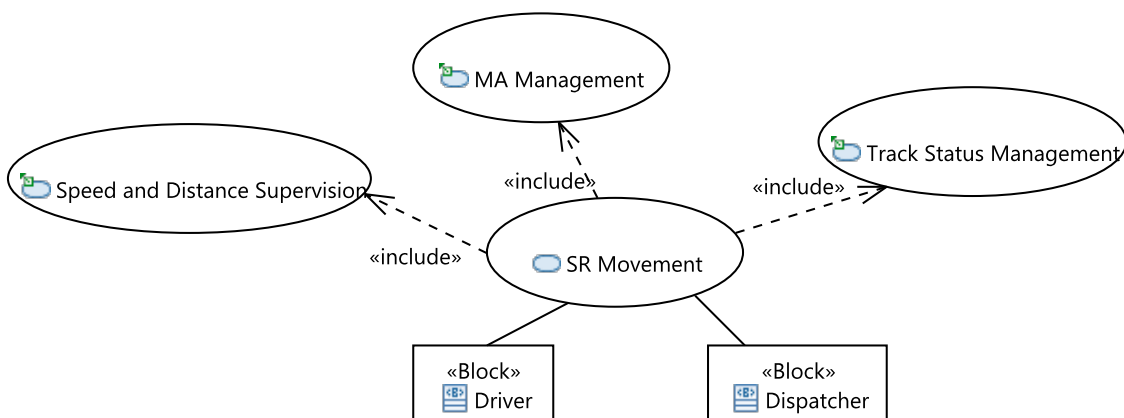 MA Management
Track Status Management
Speed and Distance Supervision
«include»
«include»
«include»
SR Movement
«Block»
Driver
«Block»
Dispatcher